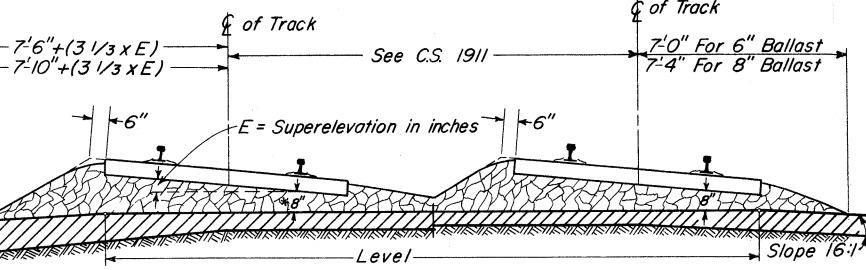 ℄ of Track
℄ of Track
7'-6"+(3 1/3 x E)
7'-10"+(3 1/3 x E)
See C.S. 1911
7'-0" For 6" Ballast
7'-4" For 8" Ballast
6"
E = Superelevation in inches
6"
*8"
8"
Level
Slope 16:1